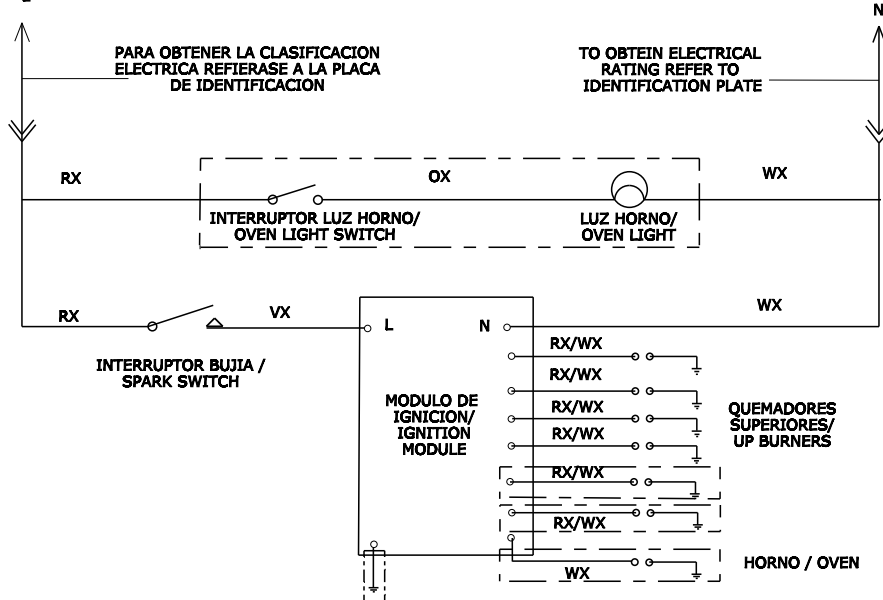 N
PARA OBTENER LA CLASIFICACION
ELECTRICA REFIERASE A LA PLACA
DE IDENTIFICACION
TO OBTEIN ELECTRICAL
RATING REFER TO
IDENTIFICATION PLATE
RX
OX
WX
INTERRUPTOR LUZ HORNO/
OVEN LIGHT SWITCH
LUZ HORNO/
OVEN LIGHT
RX
VX
WX
L
N
INTERRUPTOR BUJIA /
SPARK SWITCH
RX/WX
RX/WX
RX/WX
RX/WX
RX/WX
RX/WX
WX
MODULO DE
IGNICION/
IGNITION
MODULE
QUEMADORES
SUPERIORES/
UP BURNERS
HORNO / OVEN